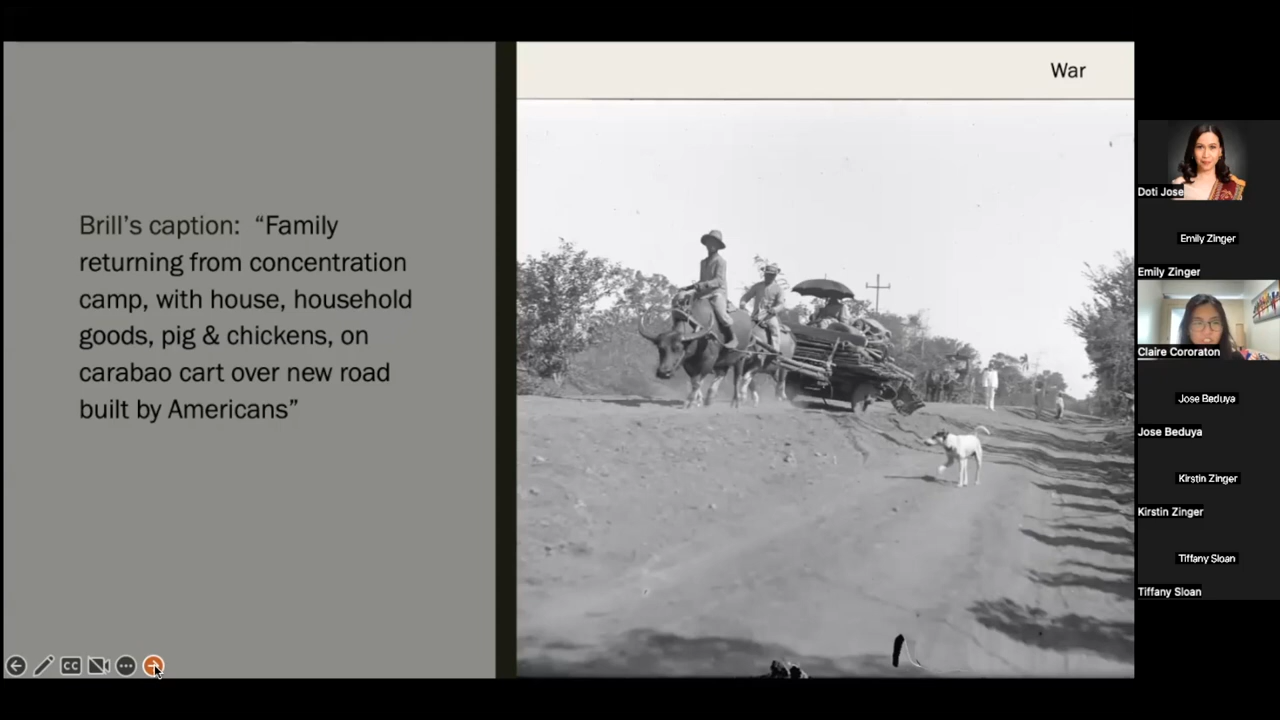 War
Brill’s caption:  “Family
returning from concentration
camp, with house, household
goods, pig & chickens, on
carabao cart over new road
built by Americans”
Doti Jose
Emily Zinger
Emily Zinger
Claire Cororaton
Jose Beduya
Jose Beduya
Kirstin Zinger
Kirstin Zinger
Tiffany Sloan
Tiffany Sloan
CC